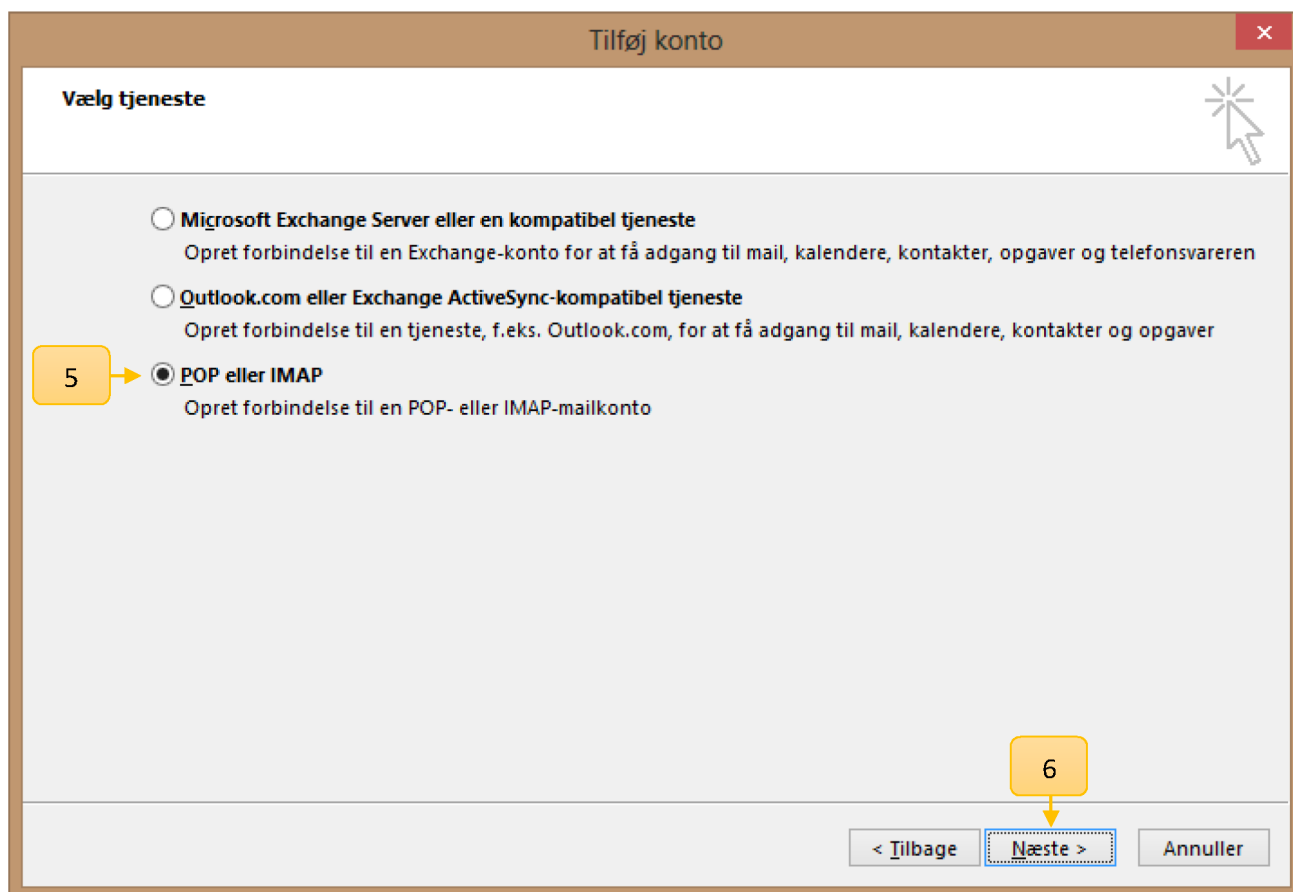 Tilføj konto
Vælg tjeneste
Microsoft Exchange Server eller en kompatibel tjeneste
Opret forbindelse til en Exchange-konto for at få adgang til mail, kalendere, kontakter, opgaver og telefonsvareren
Outlook.com eller Exchange ActiveSync-kompatibel tjeneste
Opret forbindelse til en tjeneste, f.eks. Outlook.com, for at få adgang til mail, kalendere, kontakter og opgaver
5
POP eller IMAP
Opret forbindelse til en POP- eller IMAP-mailkonto
6
< Tilbage
Næste >
Annuller